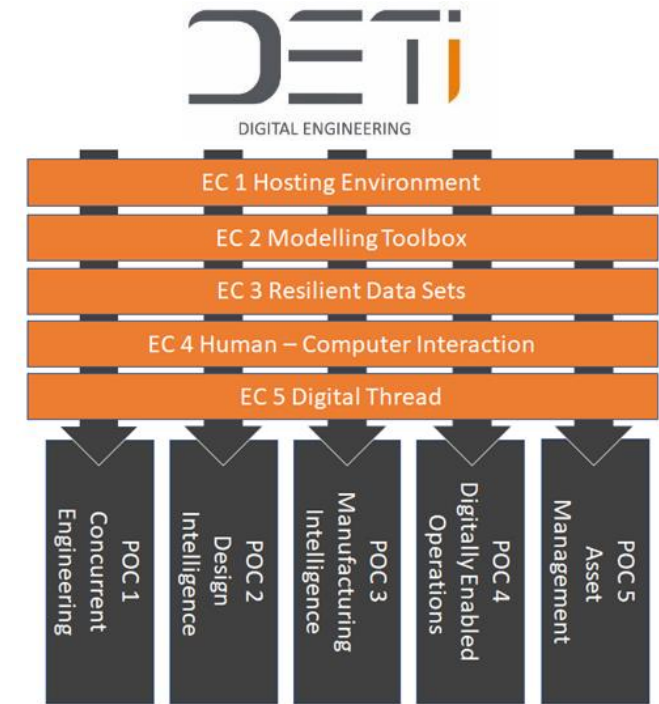 DETI
DIGITAL ENGINEERING
EC 1 Hosting Environment
EC 2 Modelling Toolbox
EC 3 Resilient Data Sets
EC 4 Human – Computer Interaction
EC 5 Digital Thread
POC 1
Concurrent
Engineering
POC 2
Design
Intelligence
POC 3
Manufacturing
Intelligence
POC 4
Digitally Enabled
Operations
POC 5
Asset
Management